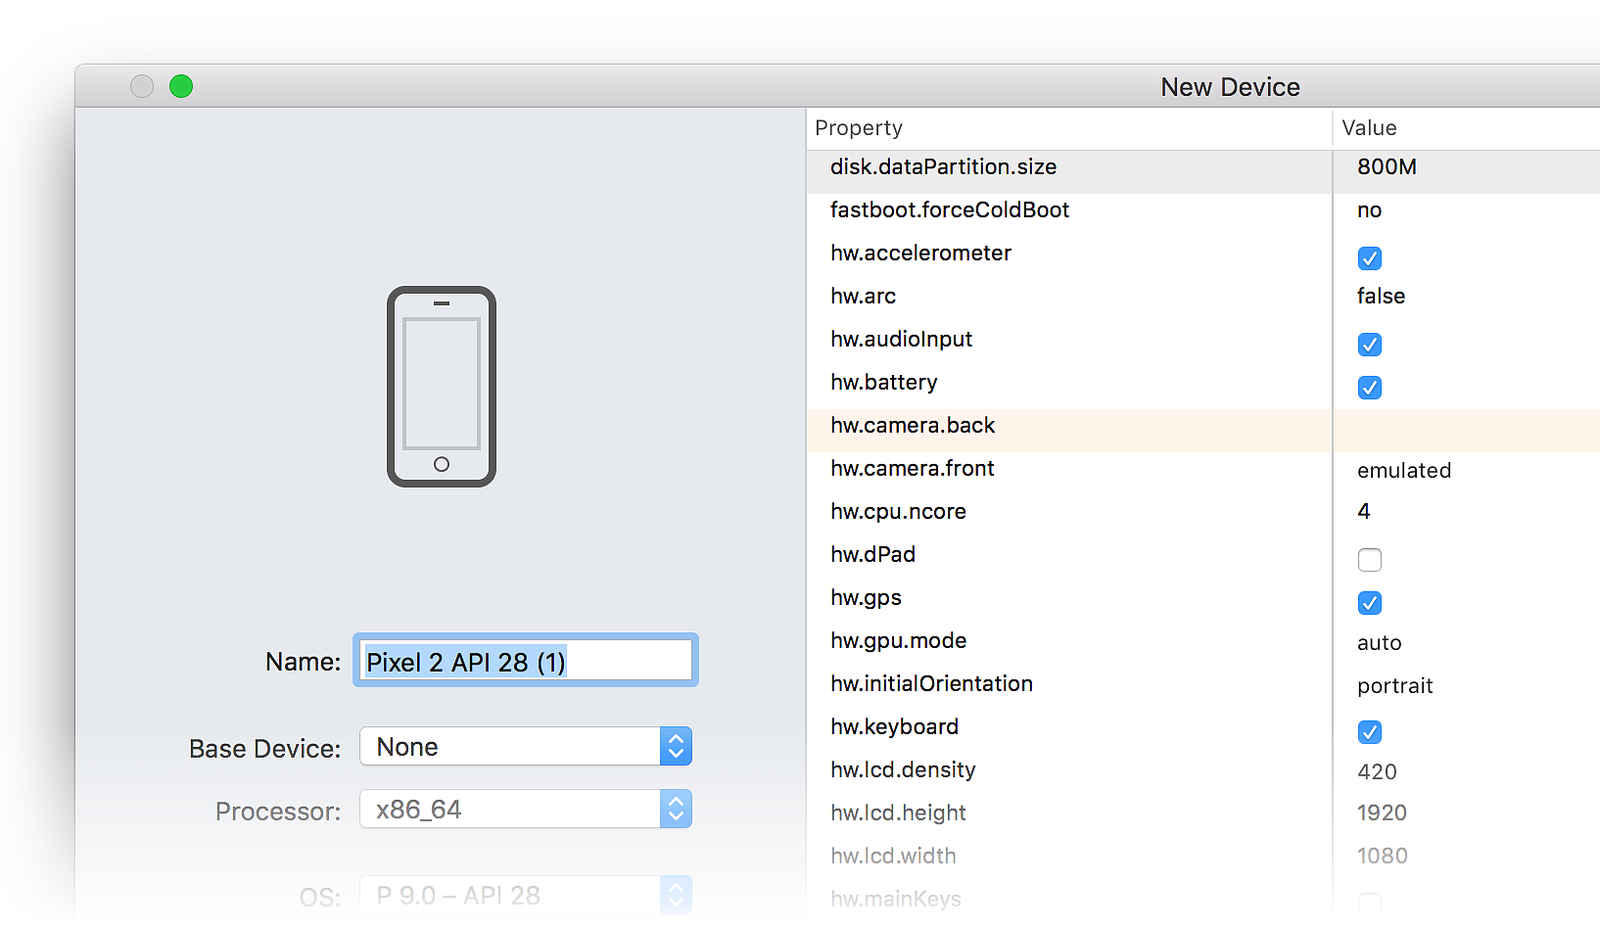 New Device
Property Value
disk.dataPartition.size 800M
fastboot.forceColdBoot no
hw.accelerometer
hw.arc false
hw.audioInput
hw.battery
hw.camera.back
hw.camera.front emulated
hw.cpu.ncore 4
hw.dPad
hw.gps
hw.gpu.mode auto
hw.initialOrientation portrait
hw.keyboard
hw.lcd.density 420
hw.lcd.height 1920
hw.lcd.width 1080
hw.mainKeys
Name: Pixel 2 API 28 (1)
Base Device: None
Processor: x86_64
OS: P 9.0 – API 28